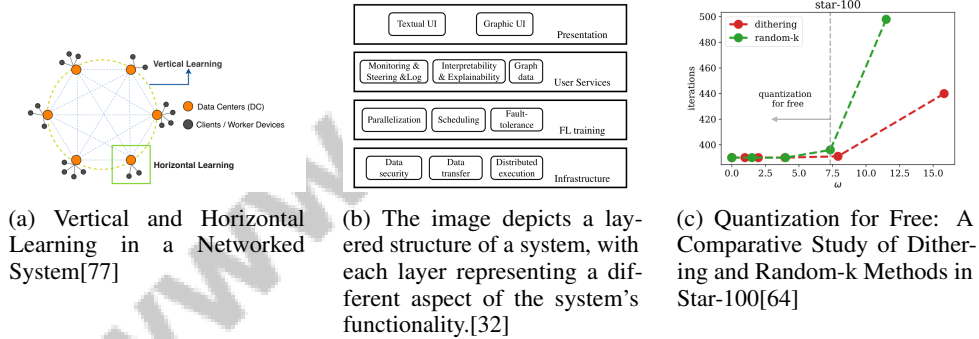 Vertical Learning
Data Centers (DC)
Clients / Worker Devices
Horizontal Learning
(a) Vertical and Horizontal
Learning in a Networked
System[77]
Textual UI
Graphic UI
Presentation
Monitoring &
Steering &Log
Interpretability
& Explainability
Graph
data
User Services
Parallelization
Scheduling
Fault-
tolerance
FL training
Data
security
Data
transfer
Distributed
execution
Infrastructure
(b) The image depicts a lay-
ered structure of a system, with
each layer representing a dif-
ferent aspect of the system's
functionality.[32]
star-100
dithering
random-k
quantization
for free
iterations
500
480
460
440
420
400
0.0 2.5 5.0 7.5 10.0 12.5 15.0
ω
(c) Quantization for Free: A
Comparative Study of Dither-
ing and Random-k Methods in
Star-100[64]
www